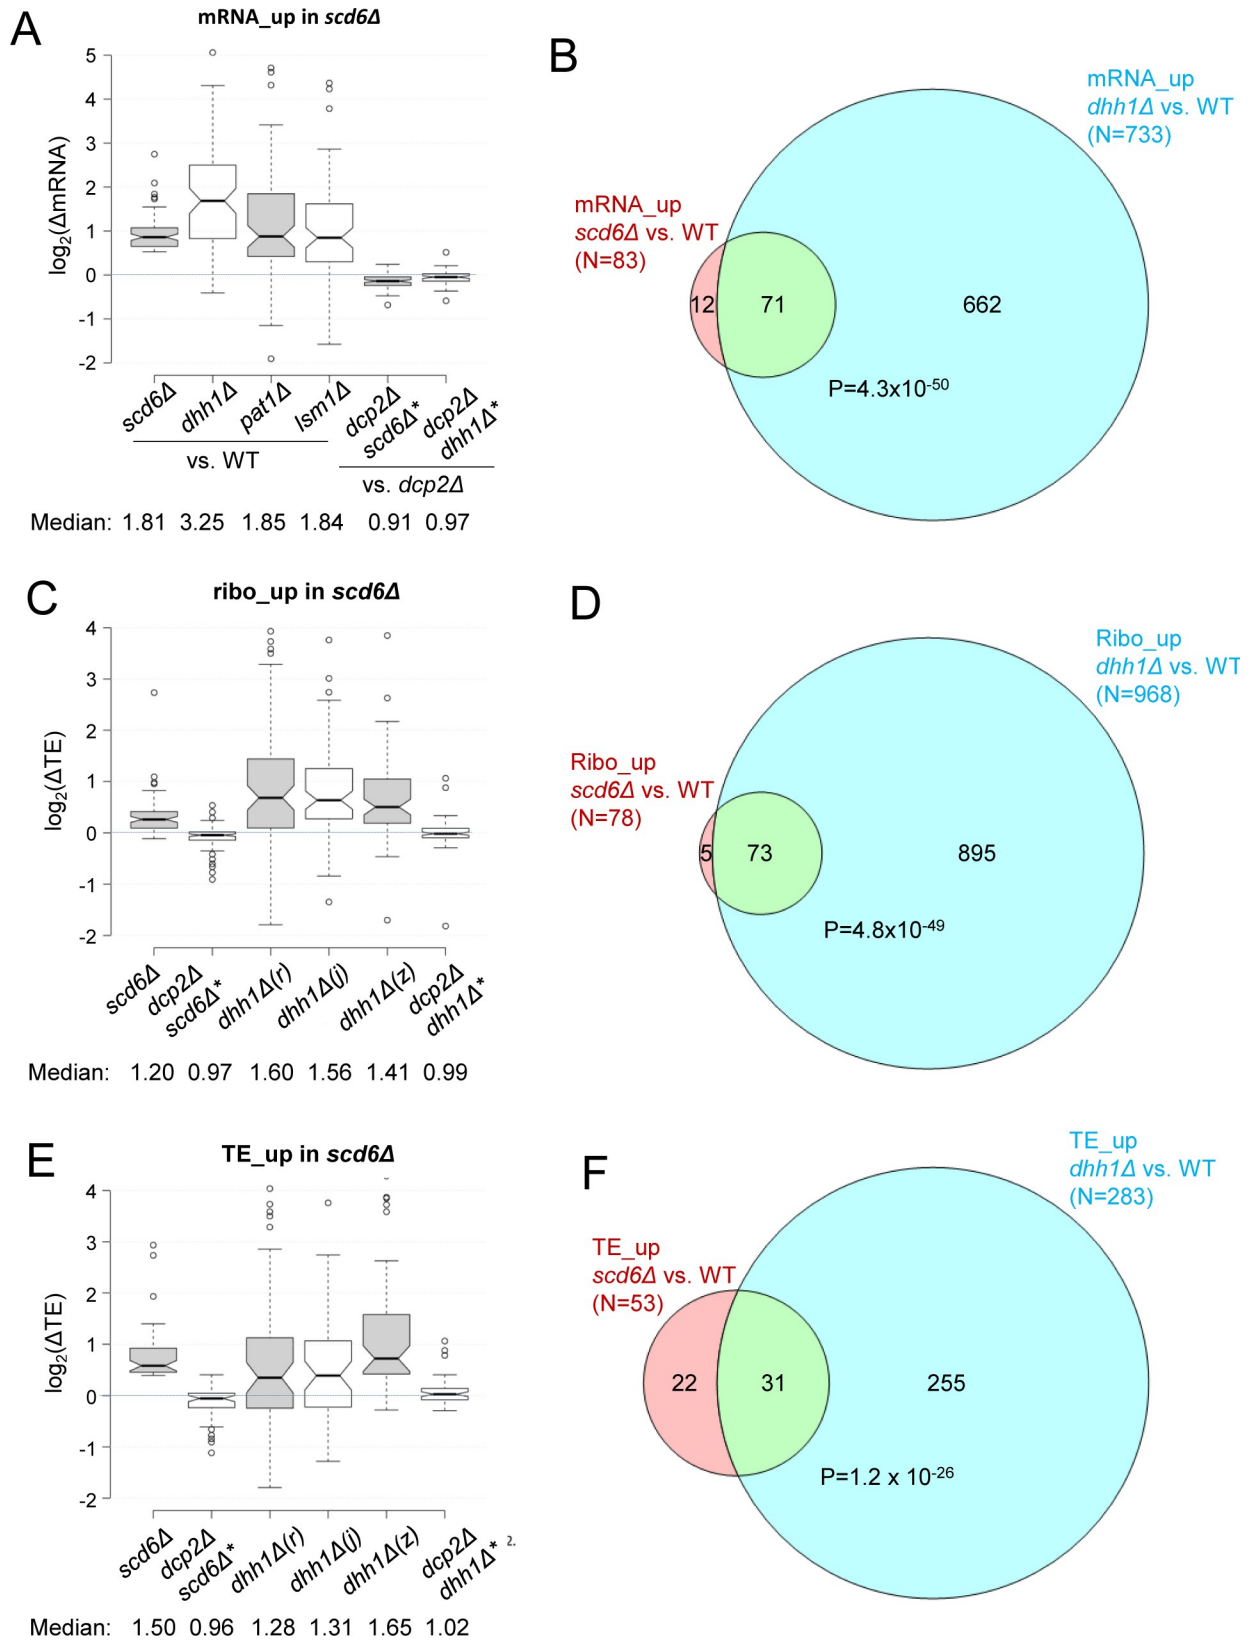 A
mRNA_up in scd6Δ
log2(ΔmRNA)
5
4
3
2
1
0
-1
-2
scd6Δ
dhh1Δ
pat1Δ
lsm1Δ
dcp2Δ
scd6Δ*
dcp2Δ
dhh1Δ*
vs. WT
vs. dcp2Δ
Median: 1.81 3.25 1.85 1.84 0.91 0.97
B
mRNA_up
dhh1Δ vs. WT
(N=733)
mRNA_up
scd6Δ vs. WT
(N=83)
12 71 662
P=4.3x10-50
C
ribo_up in scd6Δ
log2(ΔTE)
4
3
2
1
0
-1
-2
scd6Δ
dcp2Δ
scd6Δ*
dhh1Δ(r)
dhh1Δ(j)
dhh1Δ(z)
dcp2Δ
dhh1Δ*
Median: 1.20 0.97 1.60 1.56 1.41 0.99
D
Ribo_up
dhh1Δ vs. WT
(N=968)
Ribo_up
scd6Δ vs. WT
(N=78)
5 73 895
P=4.8x10-49
E
TE_up in scd6Δ
log2(ΔTE)
4
3
2
1
0
-1
-2
scd6Δ
dcp2Δ
scd6Δ*
dhh1Δ(r)
dhh1Δ(j)
dhh1Δ(z)
dcp2Δ
dhh1Δ*
2.
Median: 1.50 0.96 1.28 1.31 1.65 1.02
F
TE_up
dhh1Δ vs. WT
(N=283)
TE_up
scd6Δ vs. WT
(N=53)
22 31 255
P=1.2 x 10-26